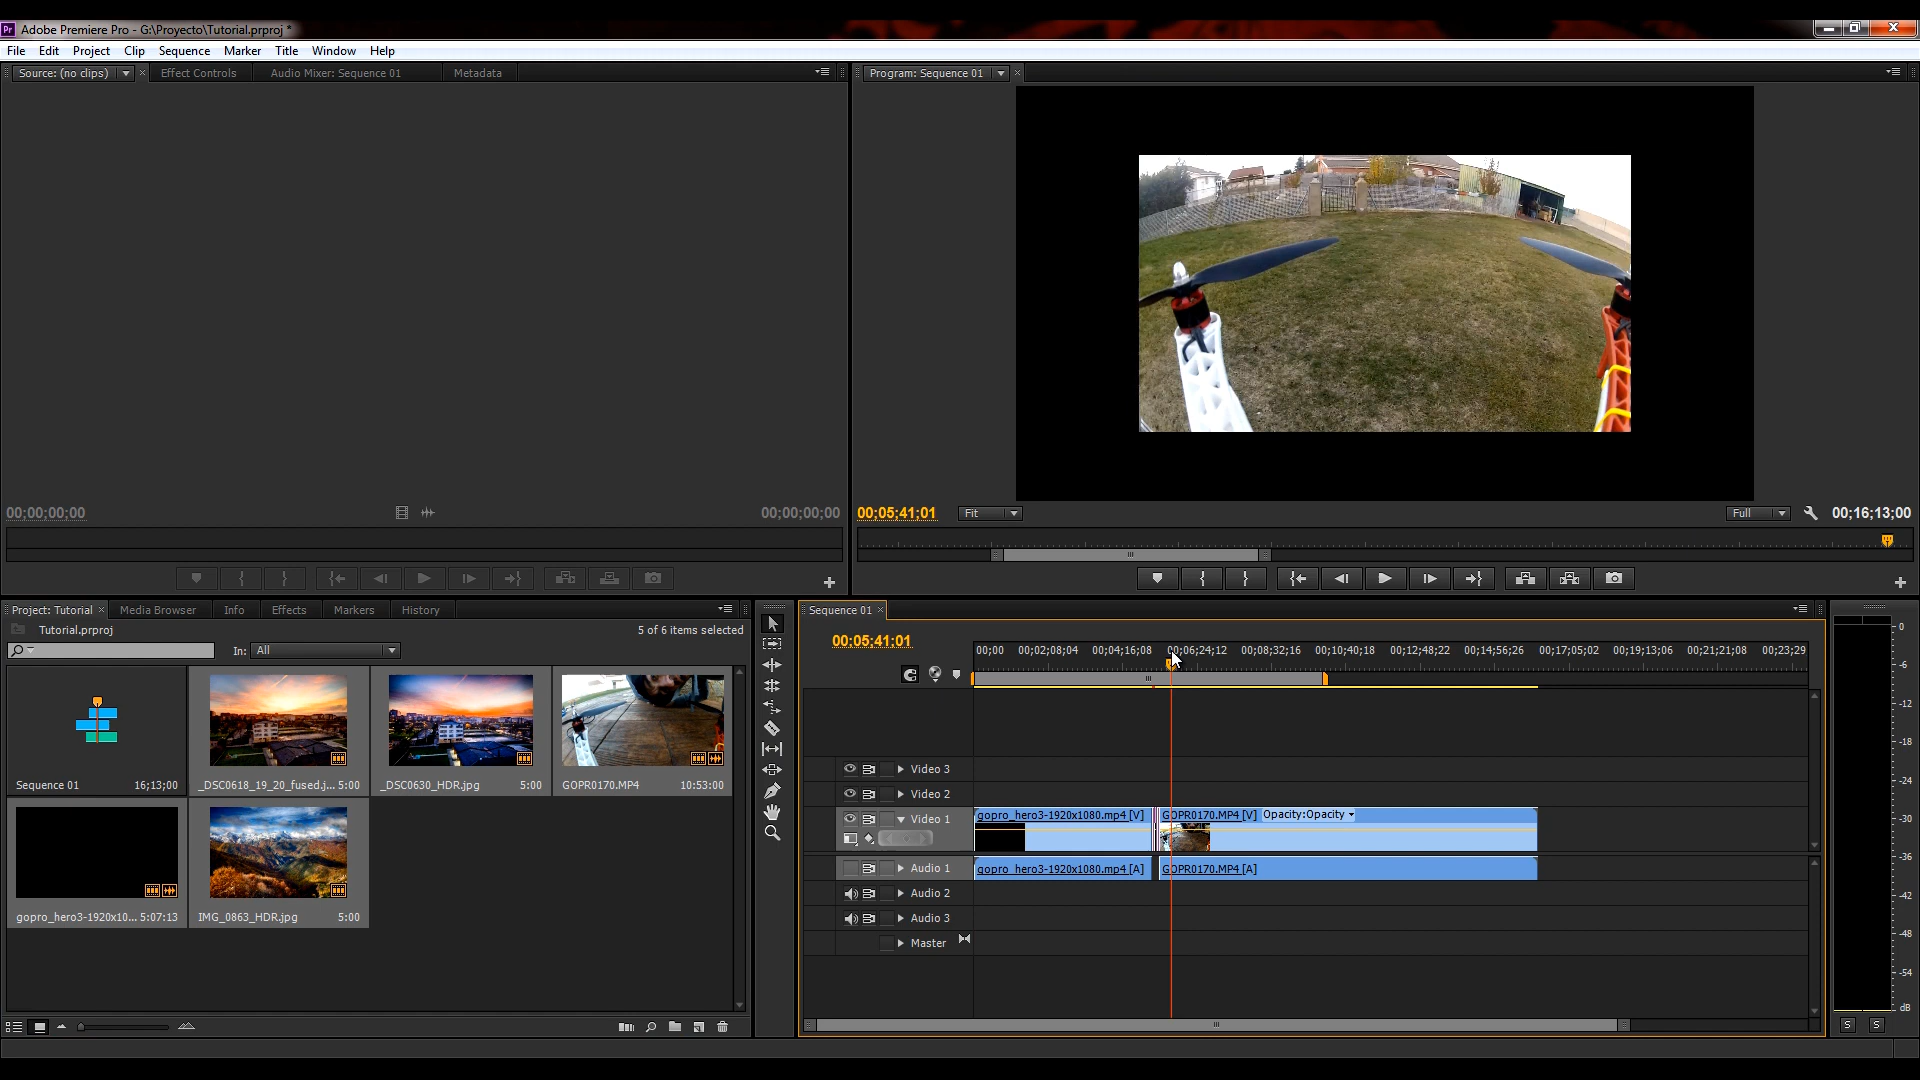 Pr Adobe Premiere Pro - G:\Proyecto\Tutorial.prproj *
File Edit Project Clip Sequence Marker Title Window Help
Source: (no clips) Effect Controls Audio Mixer: Sequence 01 Metadata
Program: Sequence 01
00;00;00;00 00;00;00;00
00;05;41;01 Fit Full 00;16;13;00
Project: Tutorial Media Browser Info Effects Markers History
Tutorial.prproj 5 of 6 items selected
In: All
Sequence 01 16;13;00
_DSC0618_19_20_fused.j... 5:00
_DSC0630_HDR.jpg 5:00
GOPR0170.MP4 10:53:00
gopro_hero3-1920x10... 5:07:13
IMG_0863_HDR.jpg 5:00
Sequence 01
00;05;41;01
00;00 00;02;08;04 00;04;16;08 00;06;24;12 00;08;32;16 00;10;40;18 00;12;48;22 00;14;56;26 00;17;05;02 00;19;13;06 00;21;21;08 00;23;29
Video 3
Video 2
Video 1
gopro_hero3-1920x1080.mp4 [V] GOPR0170.MP4 [V] Opacity:Opacity
Audio 1
gopro_hero3-1920x1080.mp4 [A] GOPR0170.MP4 [A]
Audio 2
Audio 3
Master
0
-6
-12
-18
-24
-30
-36
-42
-48
-54
dB
S S